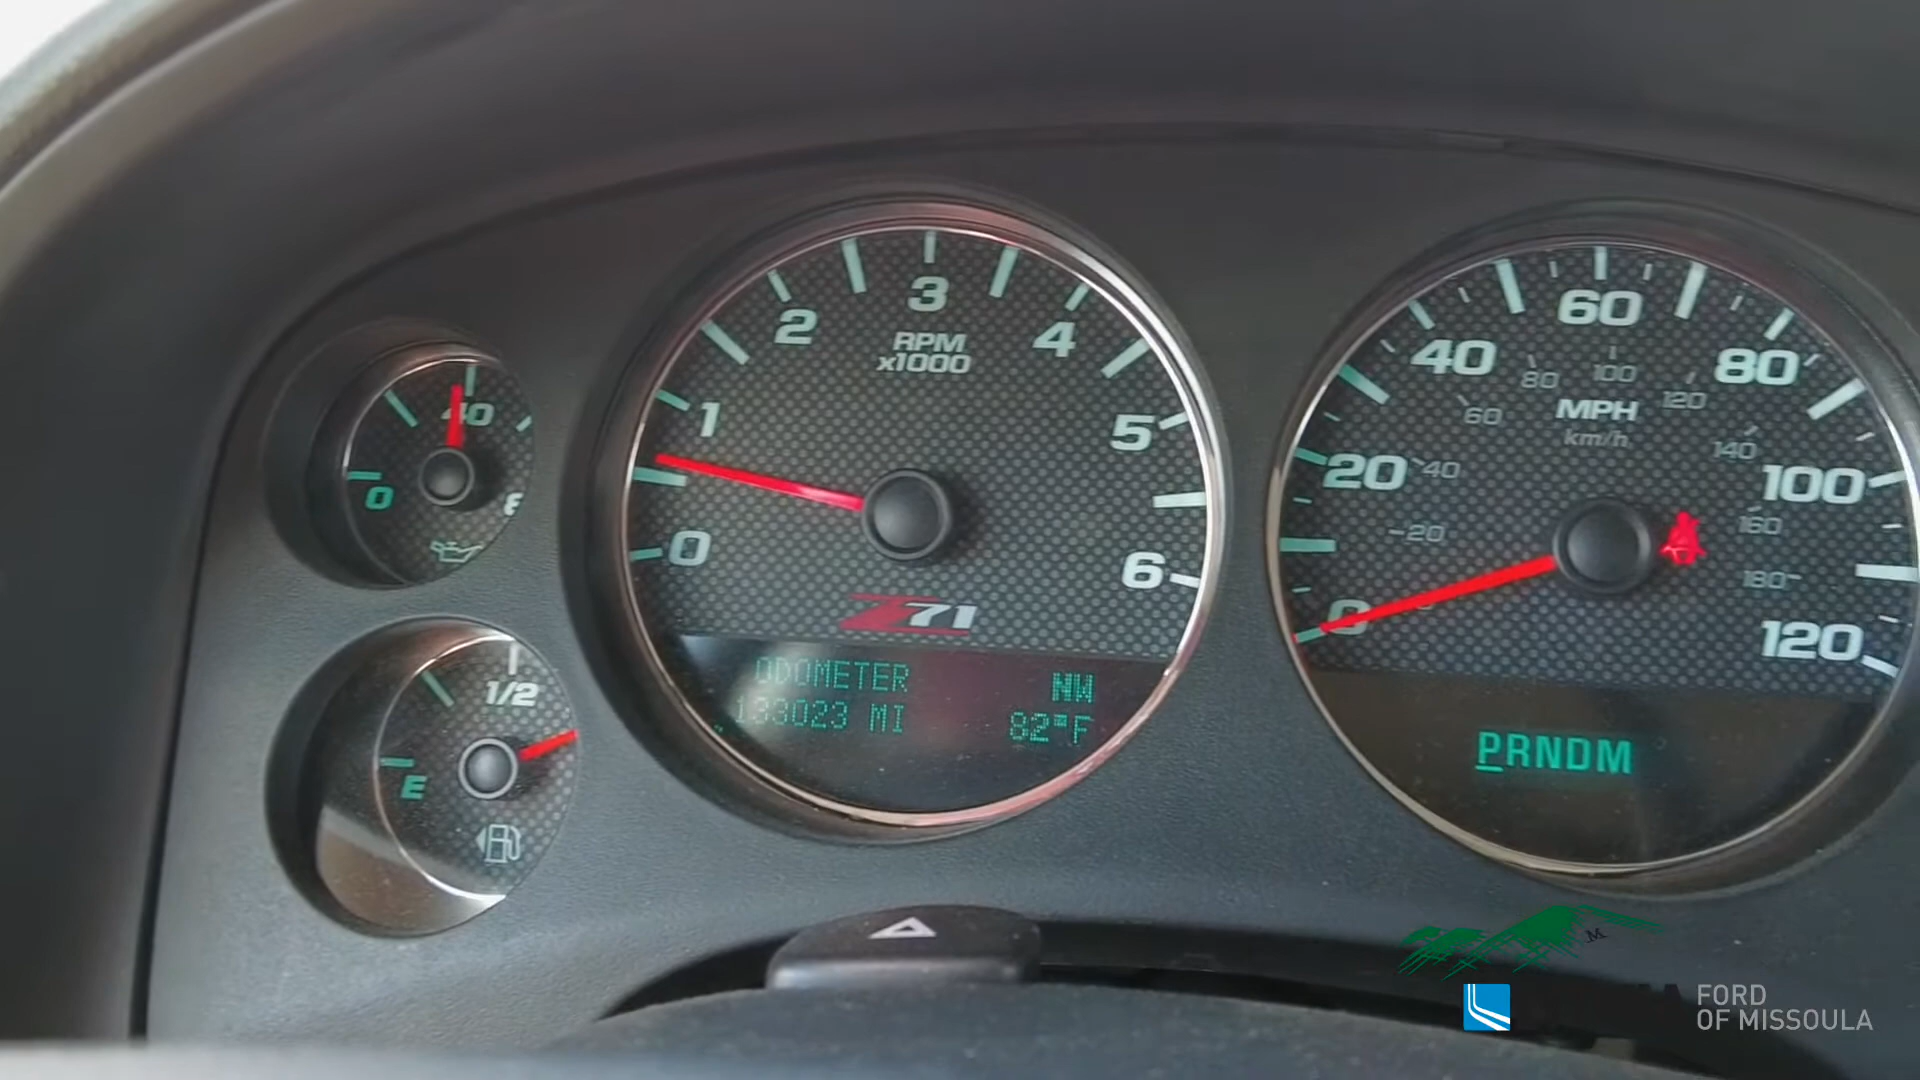 40
0
8
1/2
E
0
1
2
3
4
5
6
RPM
x1000
Z71
ODOMETER
133023 MI
NW
82°F
0
20
40
60
80
100
120
MPH
km/h
20
40
60
80
100
120
140
160
180
PRNDM
M
FORD
OF MISSOULA